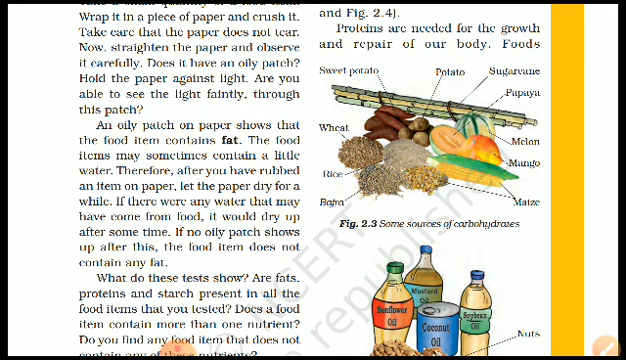 Wrap it in a piece of paper and crush it.
Take care that the paper does not tear.
Now, straighten the paper and observe
it carefully. Does it have an oily patch?
Hold the paper against light. Are you
able to see the light faintly, through
this patch?
An oily patch on paper shows that
the food item contains fat. The food
items may sometimes contain a little
water. Therefore, after you have rubbed
an item on paper, let the paper dry for a
while. If there were any water that may
have come from food, it would dry up
after some time. If no oily patch shows
up after this, the food item does not
contain any fat.
What do these tests show? Are fats,
proteins and starch present in all the
food items that you tested? Does a food
item contain more than one nutrient?
Do you find any food item that does not
contain any of these nutrients?
and Fig. 2.4).
Proteins are needed for the growth
and repair of our body. Foods
Sweet potato
Potato
Sugarcane
Papaya
Wheat
Melon
Mango
Rice
Bajra
Maize
Fig. 2.3 Some sources of carbohydrates
Mustard
Oil
Sunflower
Oil
Coconut
Oil
Soybean
Oil
Nuts
NCERT
republish